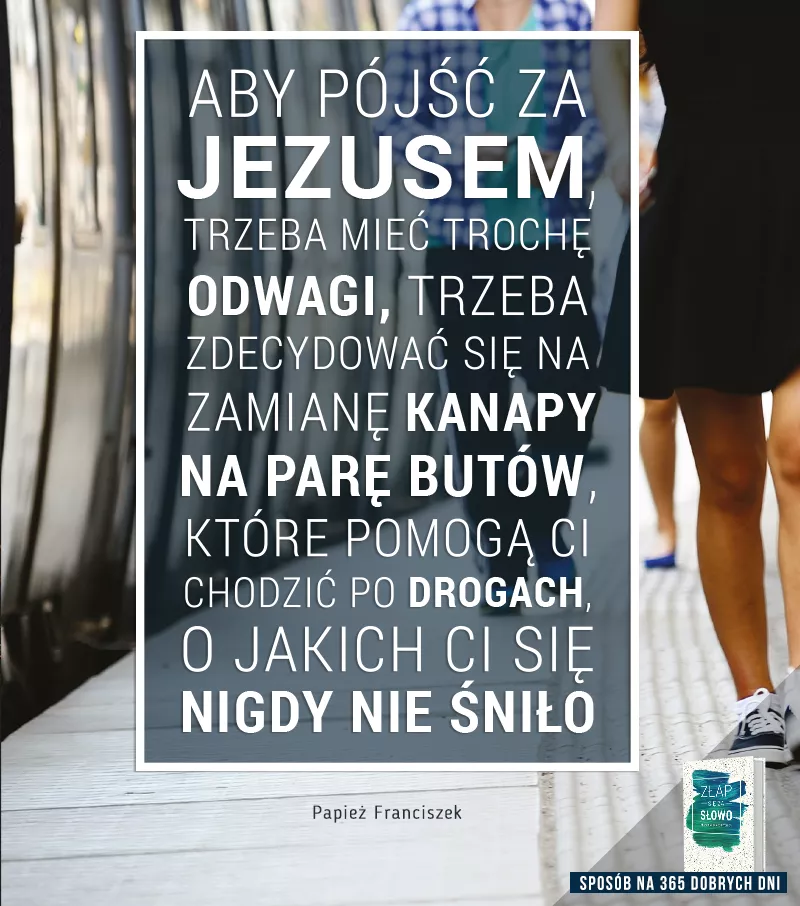 ABY PÓJŚĆ ZA
JEZUSEM,
TRZEBA MIEĆ TROCHĘ
ODWAGI, TRZEBA
ZDECYDOWAĆ SIĘ NA
ZAMIANĘ KANAPY
NA PARĘ BUTÓW,
KTÓRE POMOGĄ CI
CHODZIĆ PO DROGACH,
O JAKICH CI SIĘ
NIGDY NIE ŚNIŁO
Papież Franciszek
ZŁAP
SŁOWO
SPOSÓB NA 365 DOBRYCH DNI